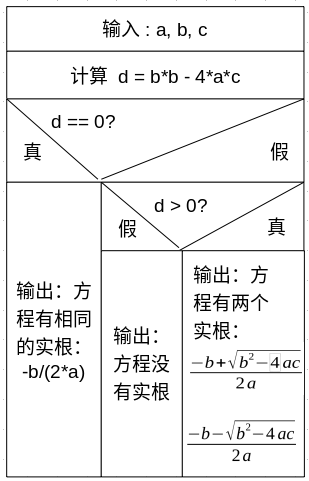 输入 : a, b, c
计算 d = b*b - 4*a*c
d == 0?
真
假
d > 0?
假
真
输出：方
程有相同
的实根：
-b/(2*a)
输出：
方程没
有实根
输出：方
程有两个
实根：
−b+√(b²−4ac)
2a
−b−√(b²−4ac)
2a